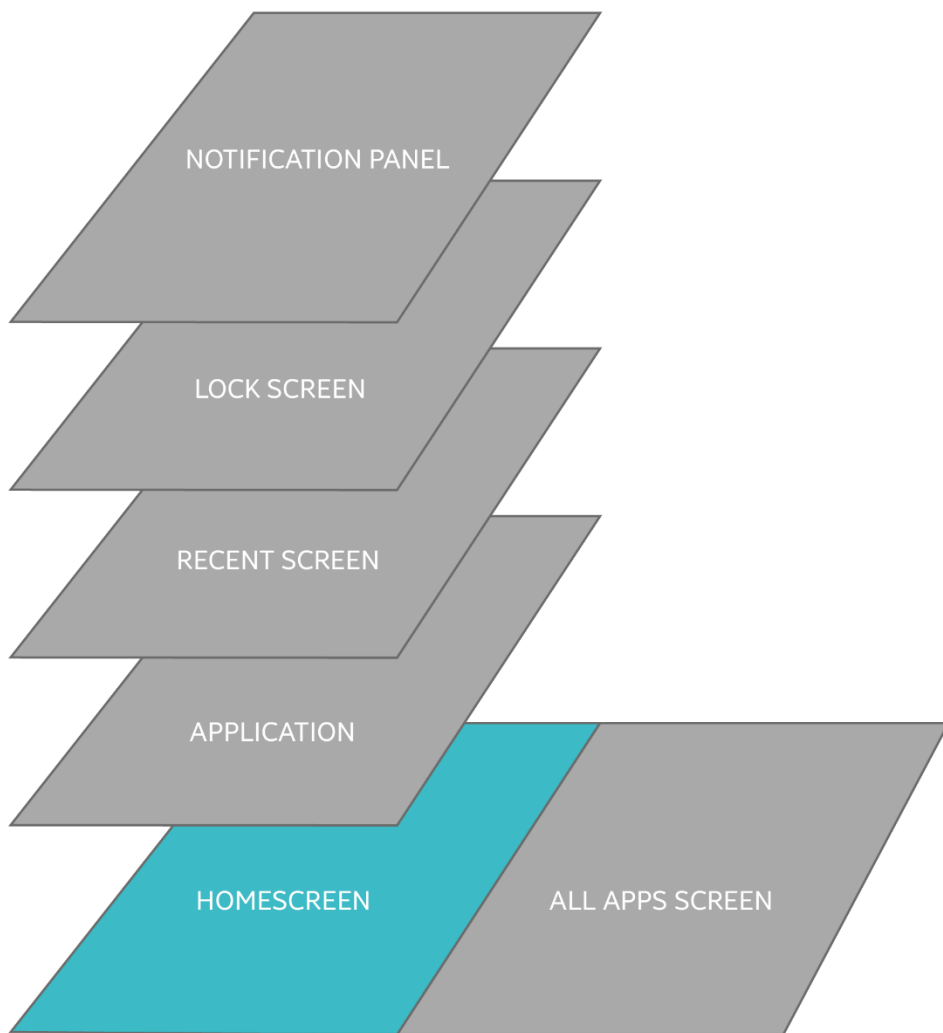 NOTIFICATION PANEL
LOCK SCREEN
RECENT SCREEN
APPLICATION
HOMESCREEN
ALL APPS SCREEN